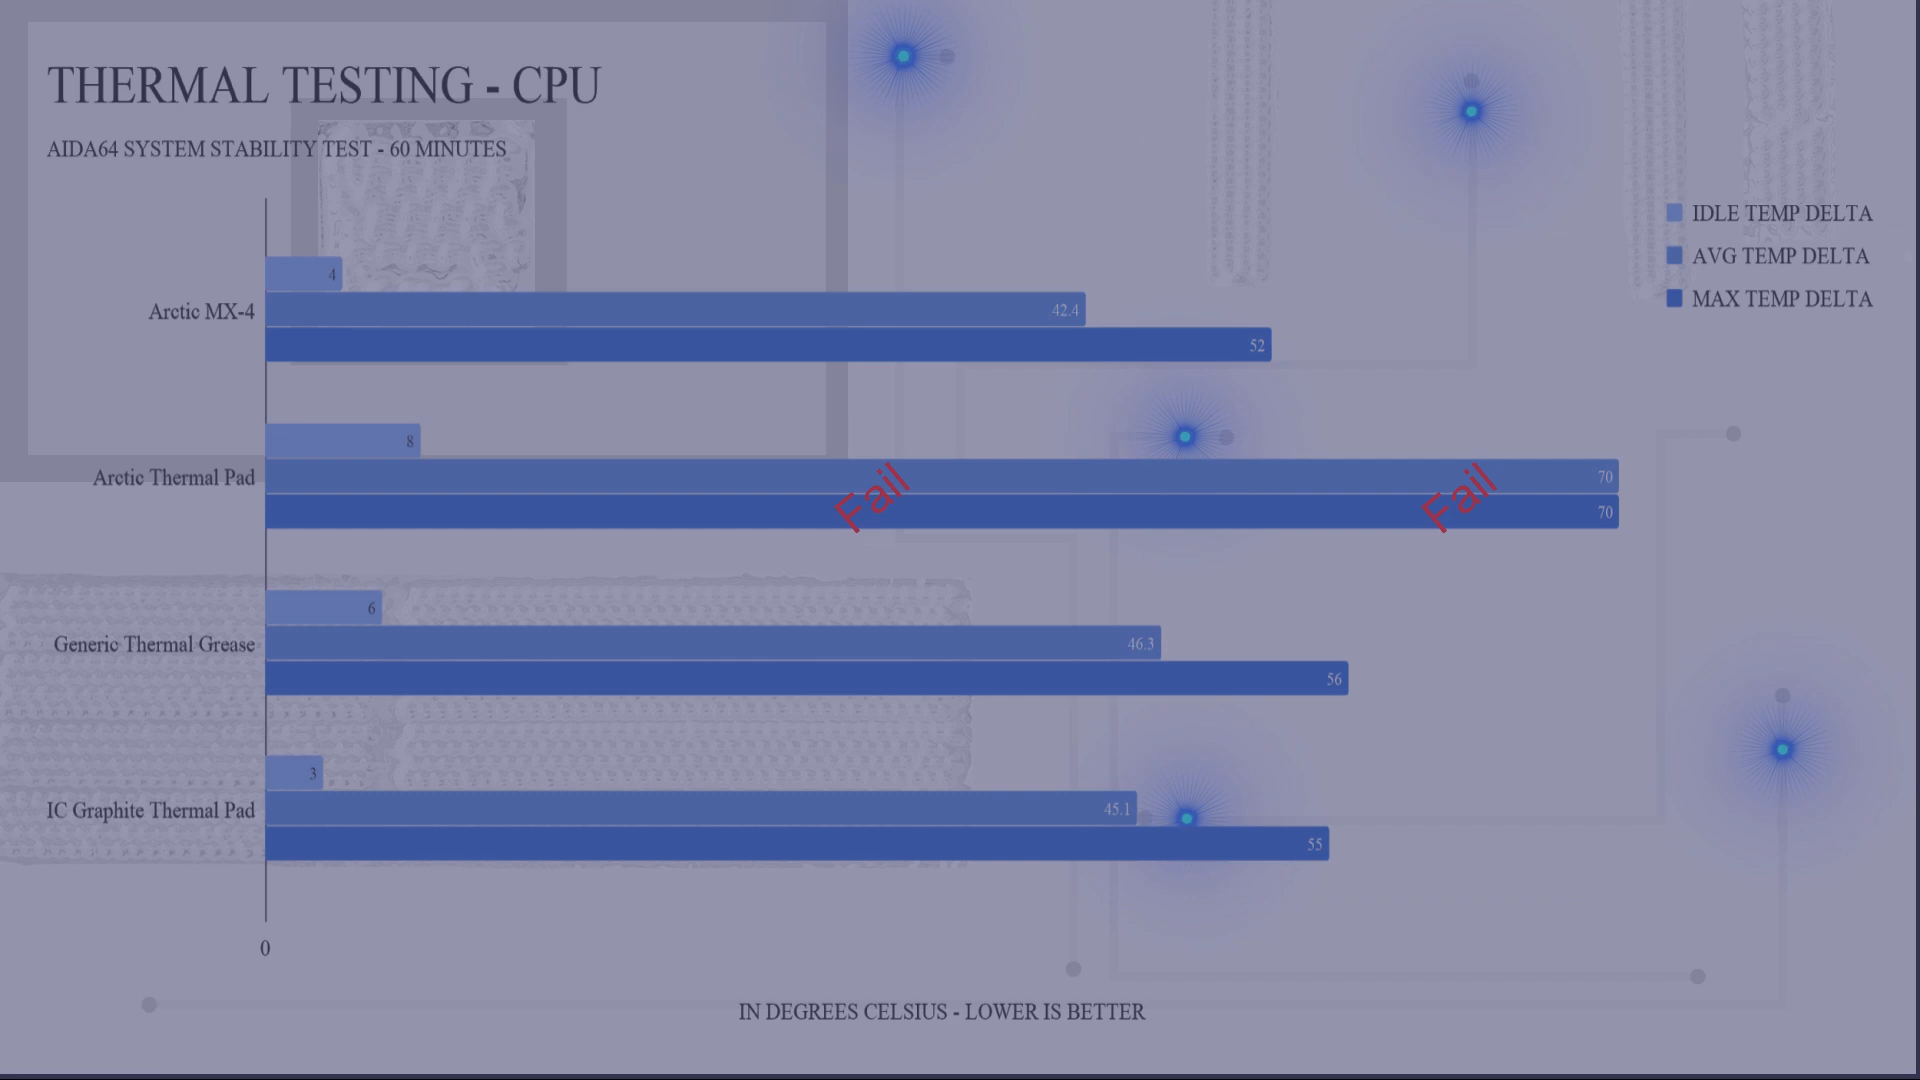 THERMAL TESTING - CPU
AIDA64 SYSTEM STABILITY TEST - 60 MINUTES
IDLE TEMP DELTA
AVG TEMP DELTA
MAX TEMP DELTA
Arctic MX-4
4
42.4
52
Arctic Thermal Pad
8
70
70
Fail
Fail
Generic Thermal Grease
6
46.3
56
IC Graphite Thermal Pad
3
45.1
55
0
IN DEGREES CELSIUS - LOWER IS BETTER